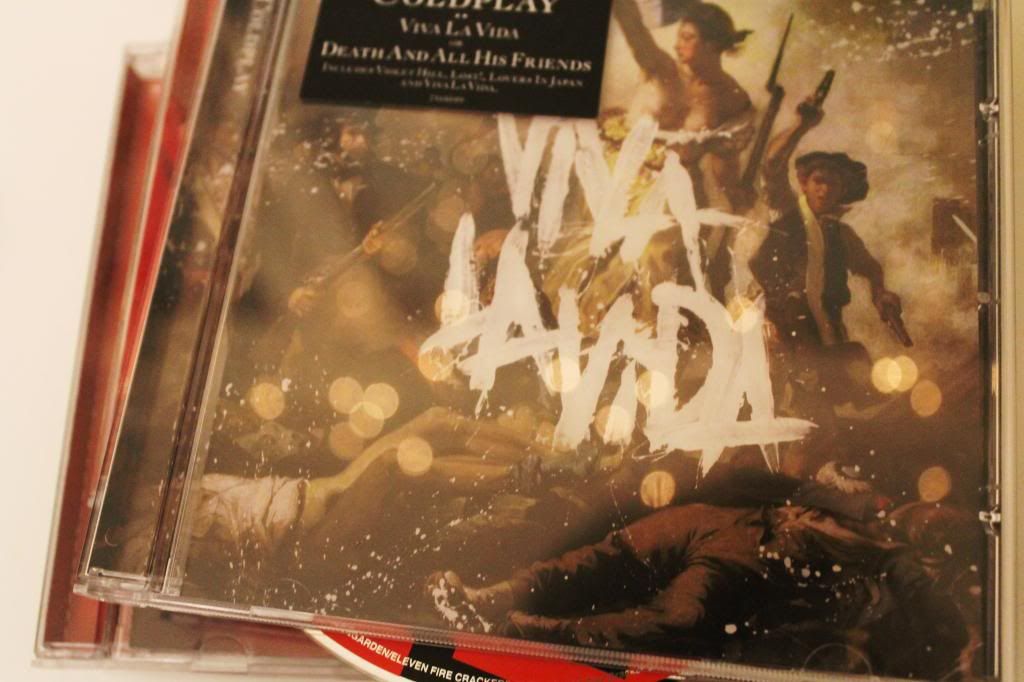 COLDPLAY
VIVA LA VIDA
OR
DEATH AND ALL HIS FRIENDS
INCLUDES VIOLET HILL, LOST!, LOVERS IN JAPAN
AND VIVA LA VIDA.
VIVA
LA VIDA
GARDEN/ELEVEN FIRE CRACKER